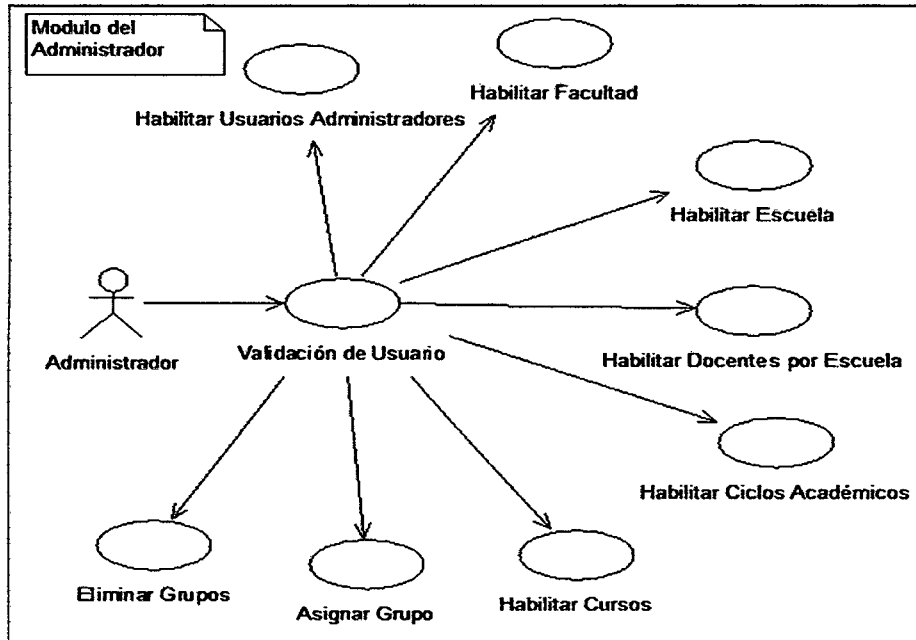 Modulo del
Administrador
Habilitar Usuarios Administradores
Habilitar Facultad
Habilitar Escuela
Administrador
Validación de Usuario
Habilitar Docentes por Escuela
Habilitar Ciclos Académicos
Eliminar Grupos
Asignar Grupo
Habilitar Cursos